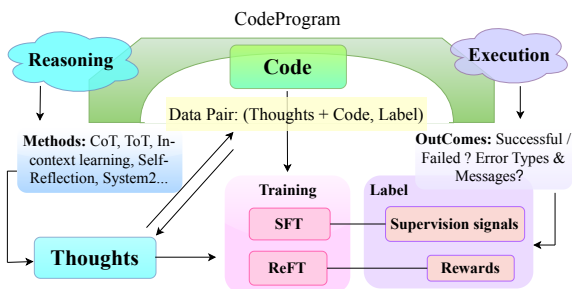 CodeProgram
Reasoning
Execution
Code
Data Pair: (Thoughts + Code, Label)
Methods: CoT, ToT, In-
context learning, Self-
Reflection, System2...
OutComes: Successful /
Failed ? Error Types &
Messages?
Training
Label
SFT
Supervision signals
Thoughts
ReFT
Rewards